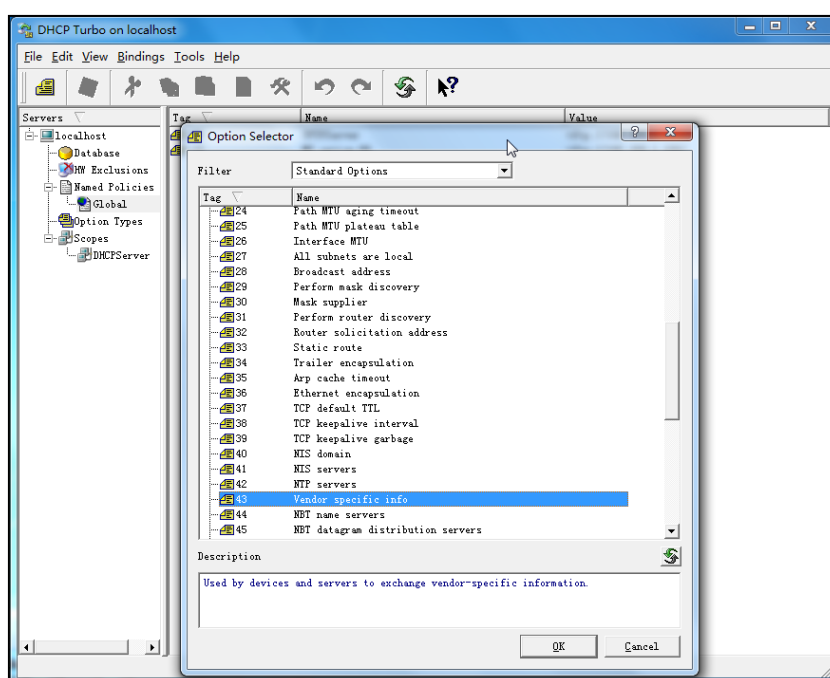 DHCP Turbo on localhost
File Edit View Bindings Tools Help
Servers
Tag Name Value
localhost
Database
HW Exclusions
Named Policies
Global
Option Types
Scopes
DHCPServer
Option Selector
Filter Standard Options
Tag Name
24 Path MTU aging timeout
25 Path MTU plateau table
26 Interface MTU
27 All subnets are local
28 Broadcast address
29 Perform mask discovery
30 Mask supplier
31 Perform router discovery
32 Router solicitation address
33 Static route
34 Trailer encapsulation
35 Arp cache timeout
36 Ethernet encapsulation
37 TCP default TTL
38 TCP keepalive interval
39 TCP keepalive garbage
40 NIS domain
41 NIS servers
42 NTP servers
43 Vendor specific info
44 NBT name servers
45 NBT datagram distribution servers
Description
Used by devices and servers to exchange vendor-specific information.
OK Cancel